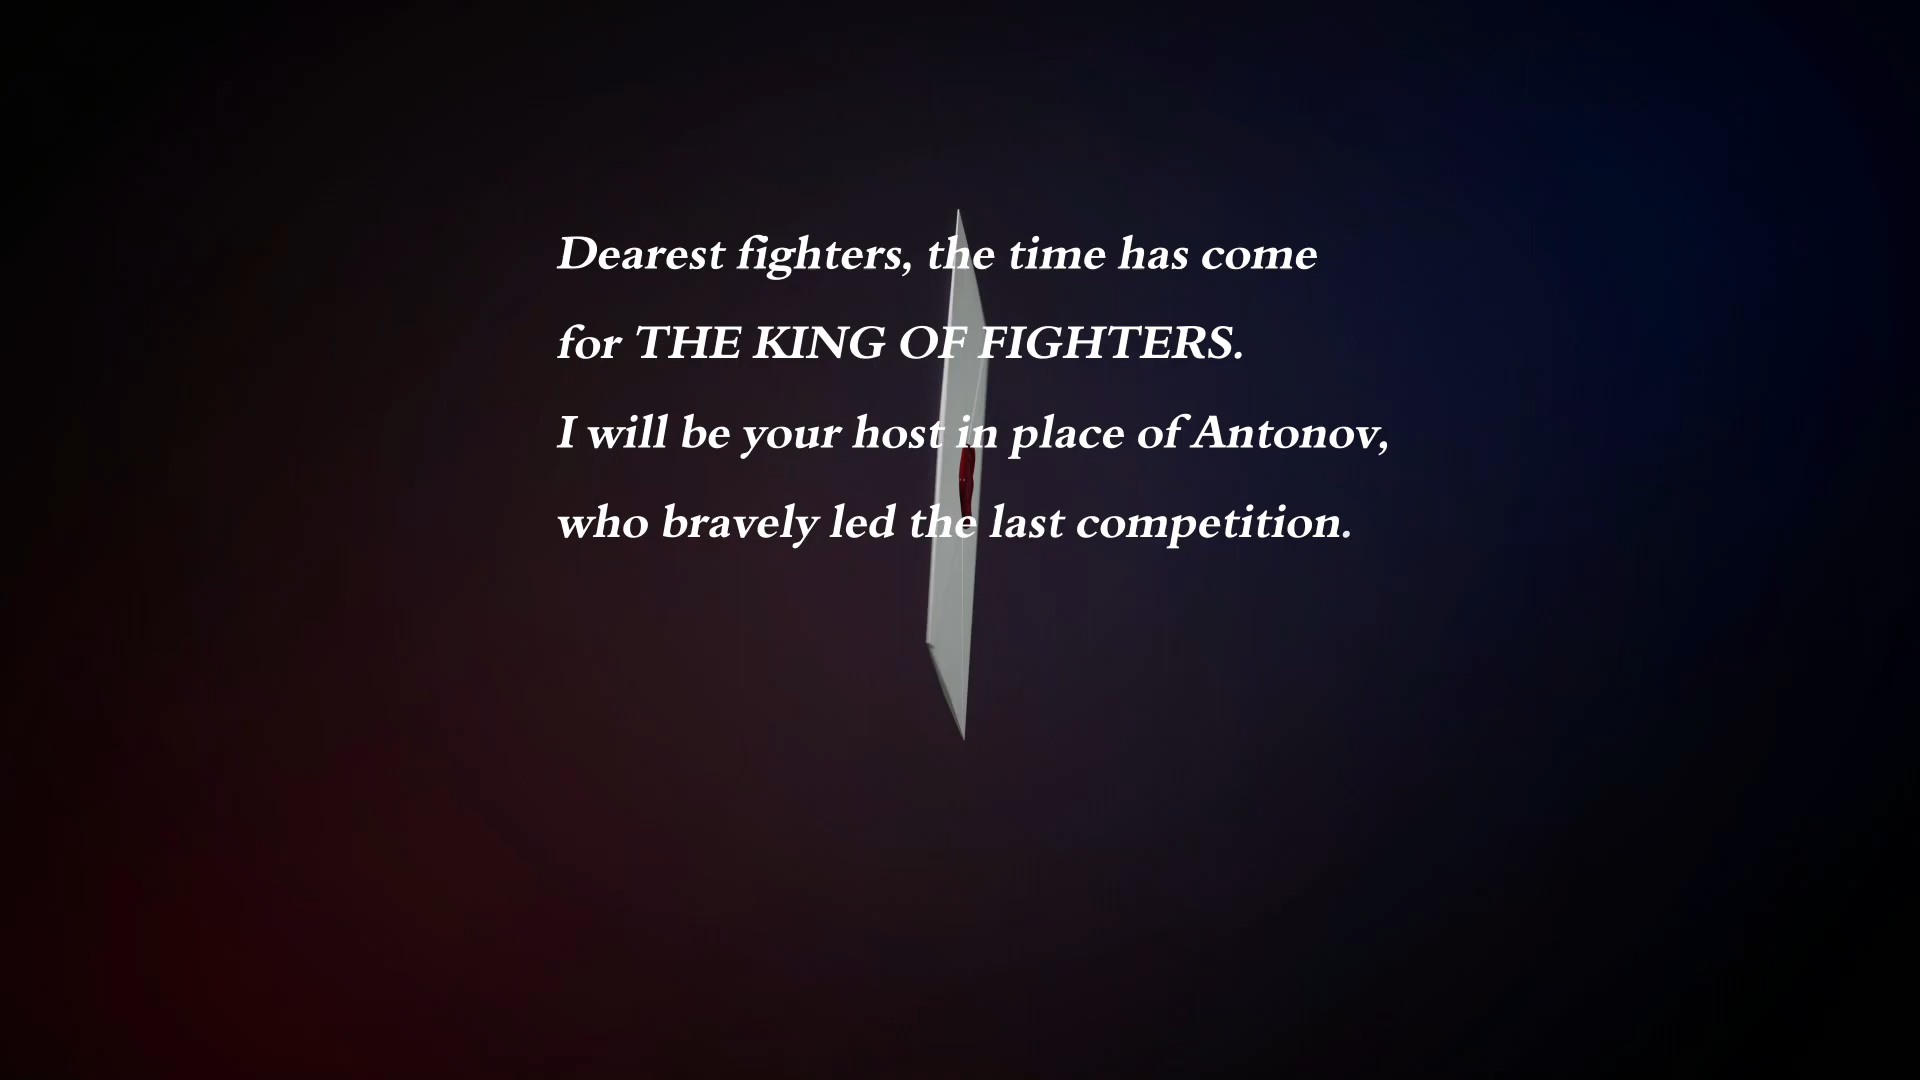 Dearest fighters, the time has come
for THE KING OF FIGHTERS.
I will be your host in place of Antonov,
who bravely led the last competition.